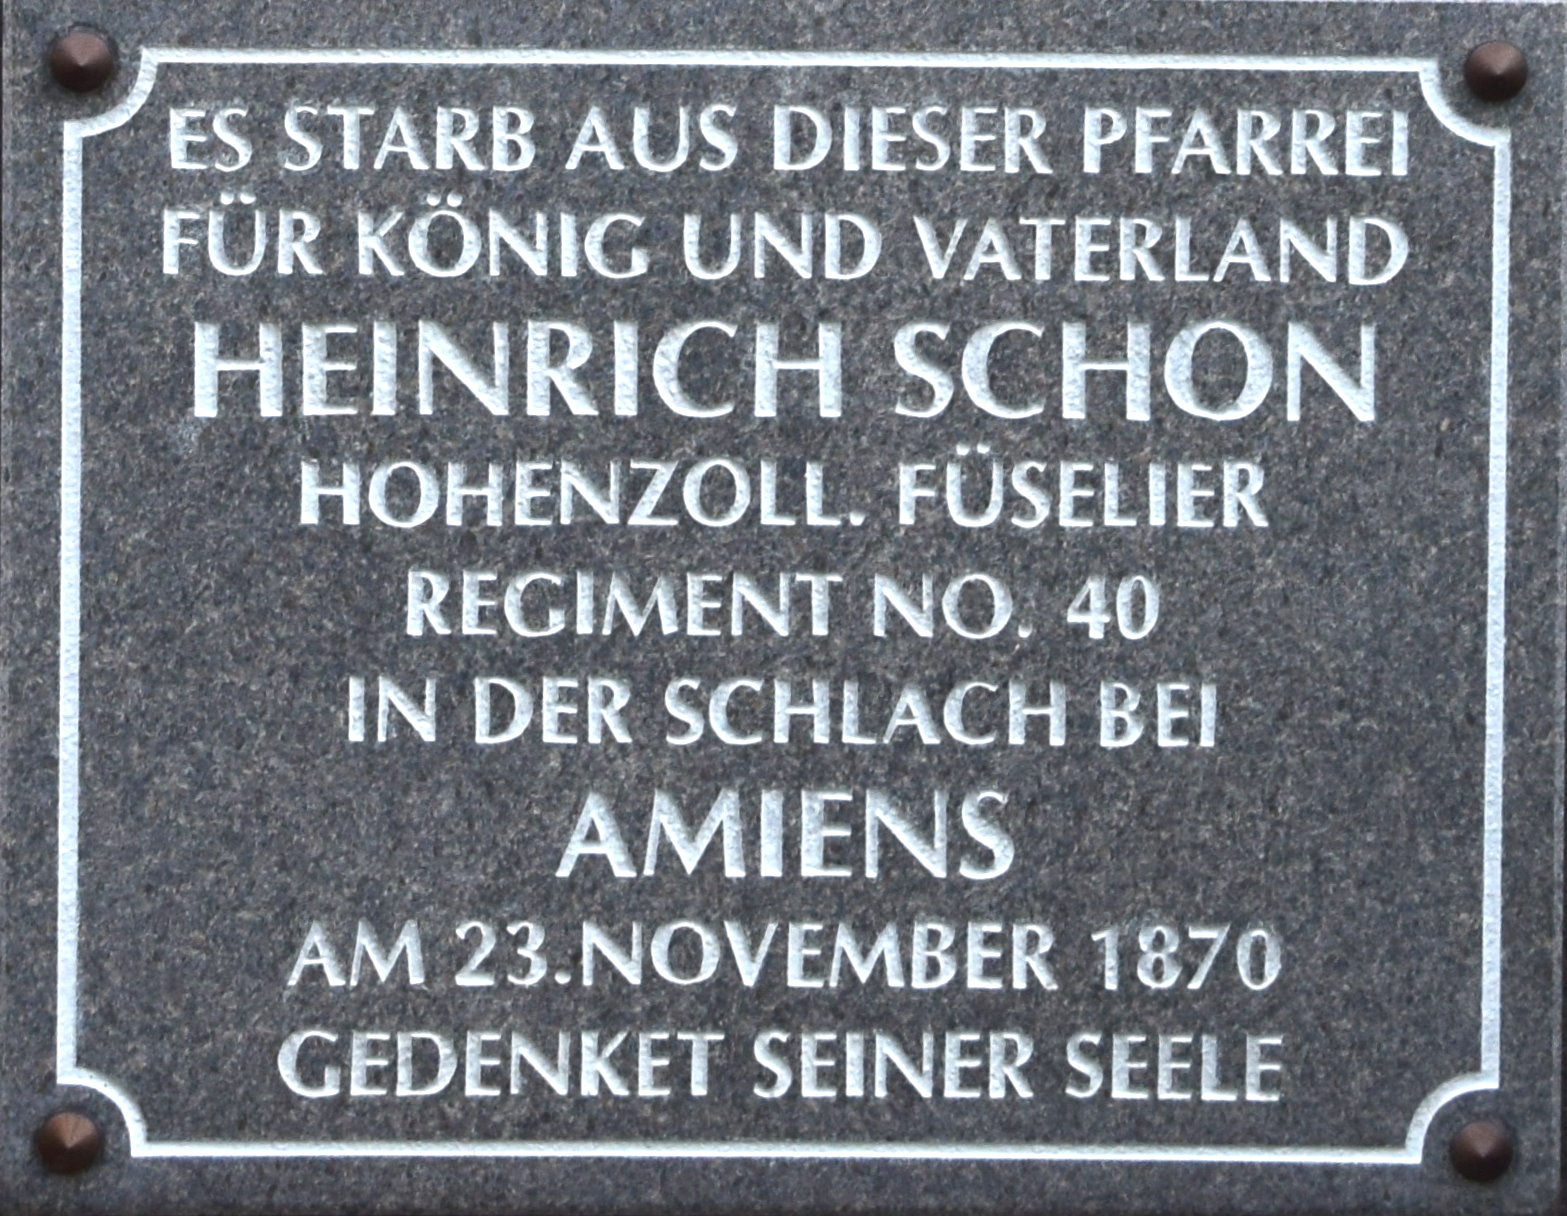 ES STARB AUS DIESER PFARREI
FÜR KÖNIG UND VATERLAND
HEINRICH SCHON
HOHENZOLL. FÜSELIER
REGIMENT NO. 40
IN DER SCHLACH BEI
AMIENS
AM 23.NOVEMBER 1870
GEDENKET SEINER SEELE